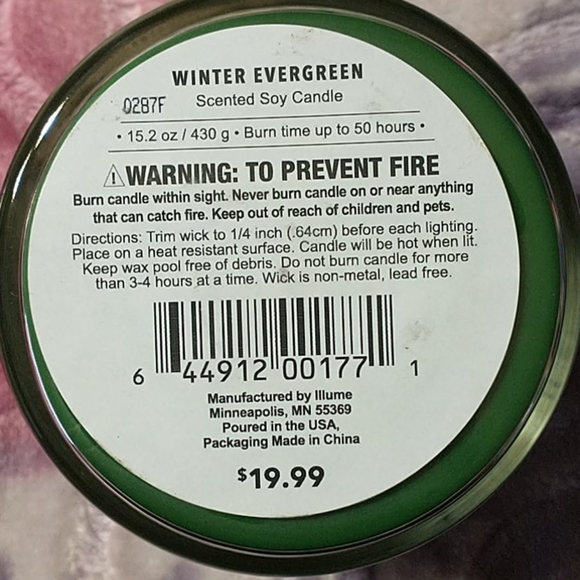 WINTER EVERGREEN
0287F Scented Soy Candle
• 15.2 oz / 430 g • Burn time up to 50 hours •
⚠WARNING: TO PREVENT FIRE
Burn candle within sight. Never burn candle on or near anything
that can catch fire. Keep out of reach of children and pets.
Directions: Trim wick to 1/4 inch (.64cm) before each lighting.
Place on a heat resistant surface. Candle will be hot when lit.
Keep wax pool free of debris. Do not burn candle for more
than 3-4 hours at a time. Wick is non-metal, lead free.
6 44912 00177 1
Manufactured by Illume
Minneapolis, MN 55369
Poured in the USA,
Packaging Made in China
$19.99